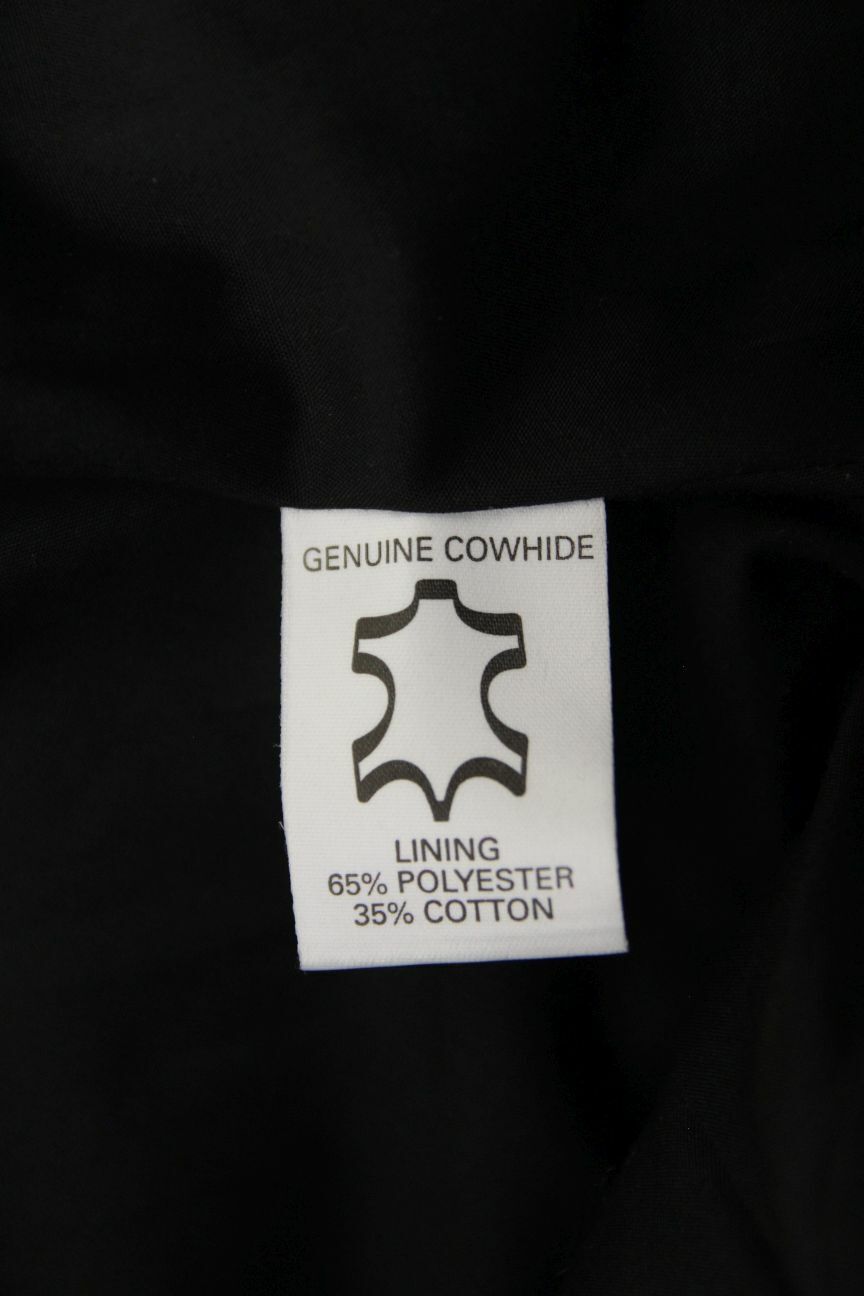 GENUINE COWHIDE
LINING
65% POLYESTER
35% COTTON